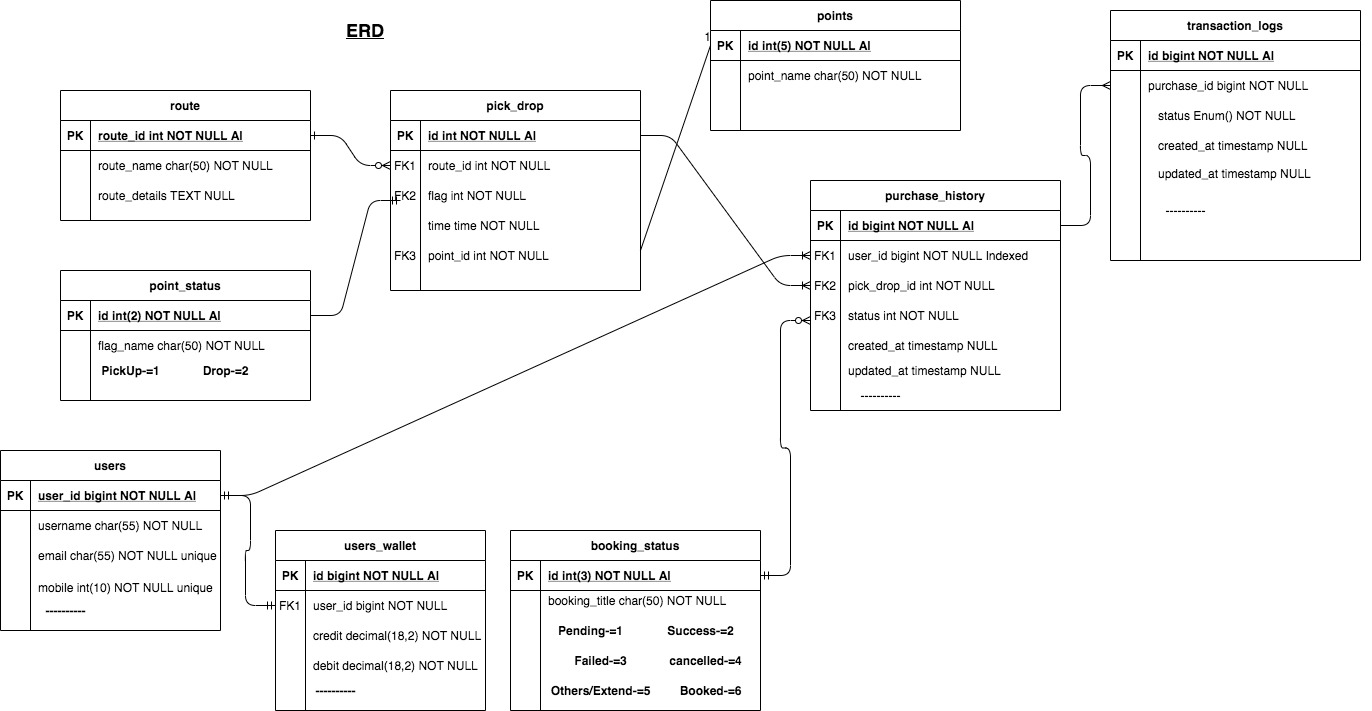 ERD
points
PK id int(5) NOT NULL AI
point_name char(50) NOT NULL
1
transaction_logs
PK id bigint NOT NULL AI
purchase_id bigint NOT NULL
status Enum() NOT NULL
created_at timestamp NULL
updated_at timestamp NULL
----------
route
PK route_id int NOT NULL AI
route_name char(50) NOT NULL
route_details TEXT NULL
pick_drop
PK id int NOT NULL AI
FK1 route_id int NOT NULL
FK2 flag int NOT NULL
time time NOT NULL
FK3 point_id int NOT NULL
purchase_history
PK id bigint NOT NULL AI
FK1 user_id bigint NOT NULL Indexed
FK2 pick_drop_id int NOT NULL
FK3 status int NOT NULL
created_at timestamp NULL
updated_at timestamp NULL
----------
point_status
PK id int(2) NOT NULL AI
flag_name char(50) NOT NULL
PickUp-=1 Drop-=2
users
PK user_id bigint NOT NULL AI
username char(55) NOT NULL
email char(55) NOT NULL unique
mobile int(10) NOT NULL unique
----------
users_wallet
PK id bigint NOT NULL AI
FK1 user_id bigint NOT NULL
credit decimal(18,2) NOT NULL
debit decimal(18,2) NOT NULL
----------
booking_status
PK id int(3) NOT NULL AI
booking_title char(50) NOT NULL
Pending-=1 Success-=2
Failed-=3 cancelled-=4
Others/Extend-=5 Booked-=6